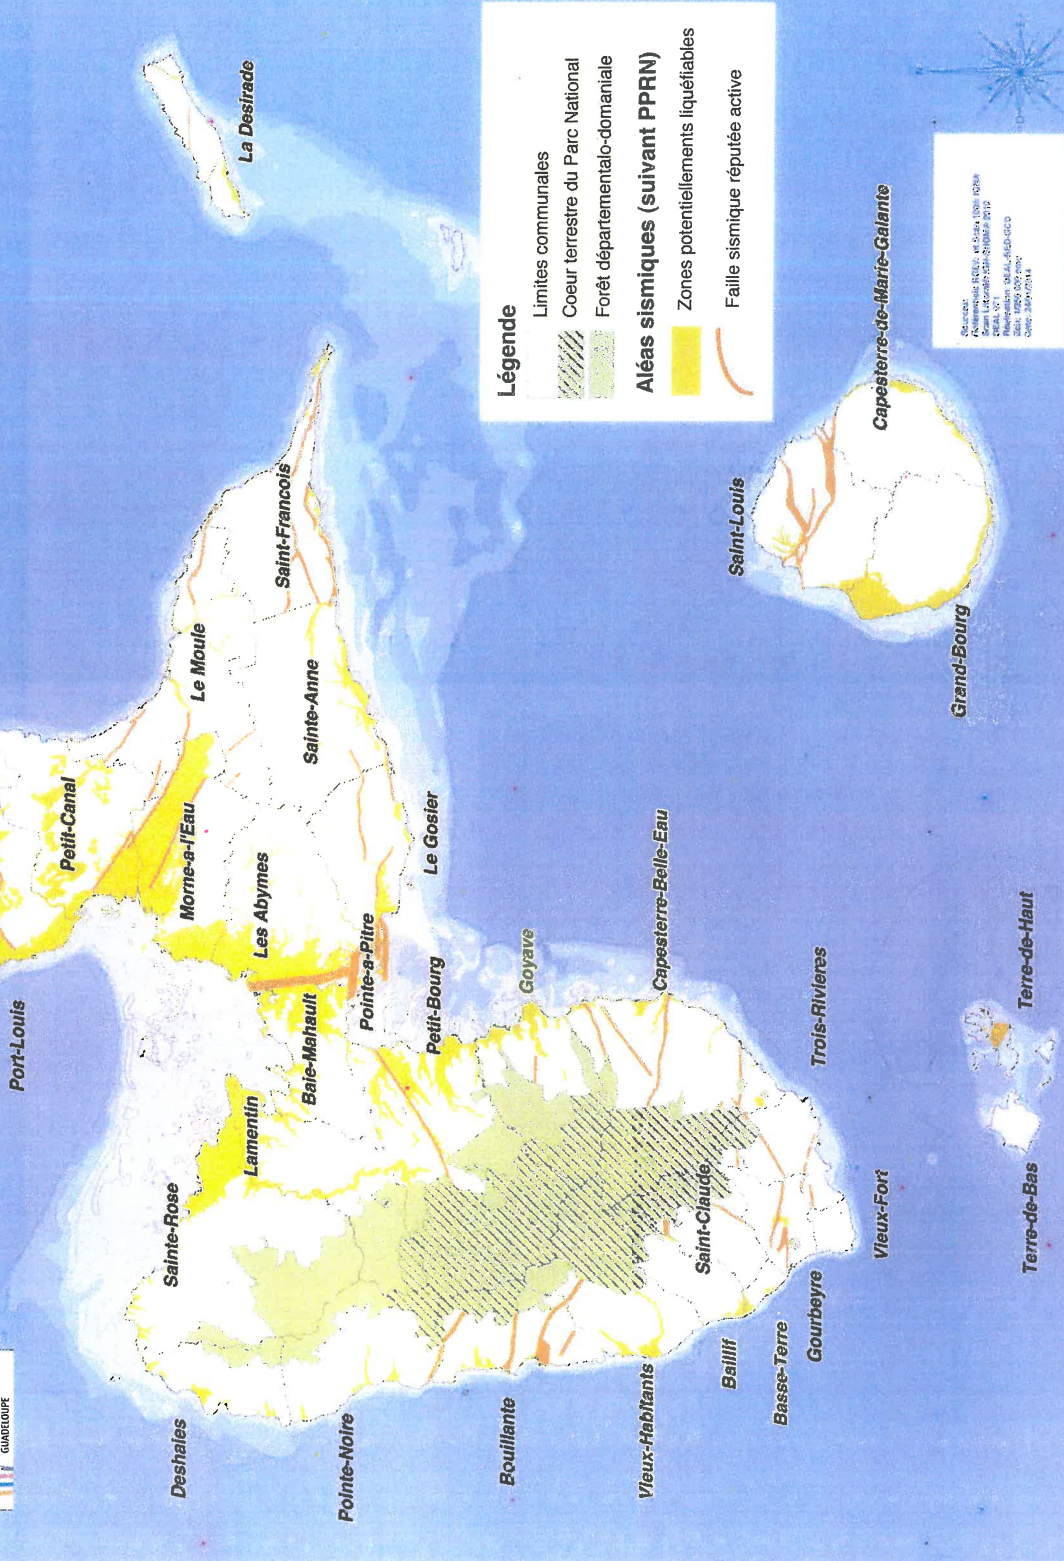 GUADELOUPE
Port-Louis
Petit-Canal
La Desirade
Morne-a-l'Eau
Le Moule
Sainte-Rose
Lamentin
Les Abymes
Deshaies
Baie-Mahault
Saint-Francois
Sainte-Anne
Pointe-a-Pitre
Pointe-Noire
Petit-Bourg
Le Gosier
Goyave
Bouillante
Capesterre-Belle-Eau
Vieux-Habitants
Saint-Claude
Baillif
Basse-Terre
Gourbeyre
Trois-Rivieres
Vieux-Fort
Saint-Louis
Capesterre-de-Marie-Galante
Grand-Bourg
Terre-de-Haut
Terre-de-Bas
Légende
Limites communales
Coeur terrestre du Parc National
Forêt départementalo-domaniale
Aléas sismiques (suivant PPRN)
Zones potentiellement liquéfiables
Faille sismique réputée active
Sources:
DEAL 971